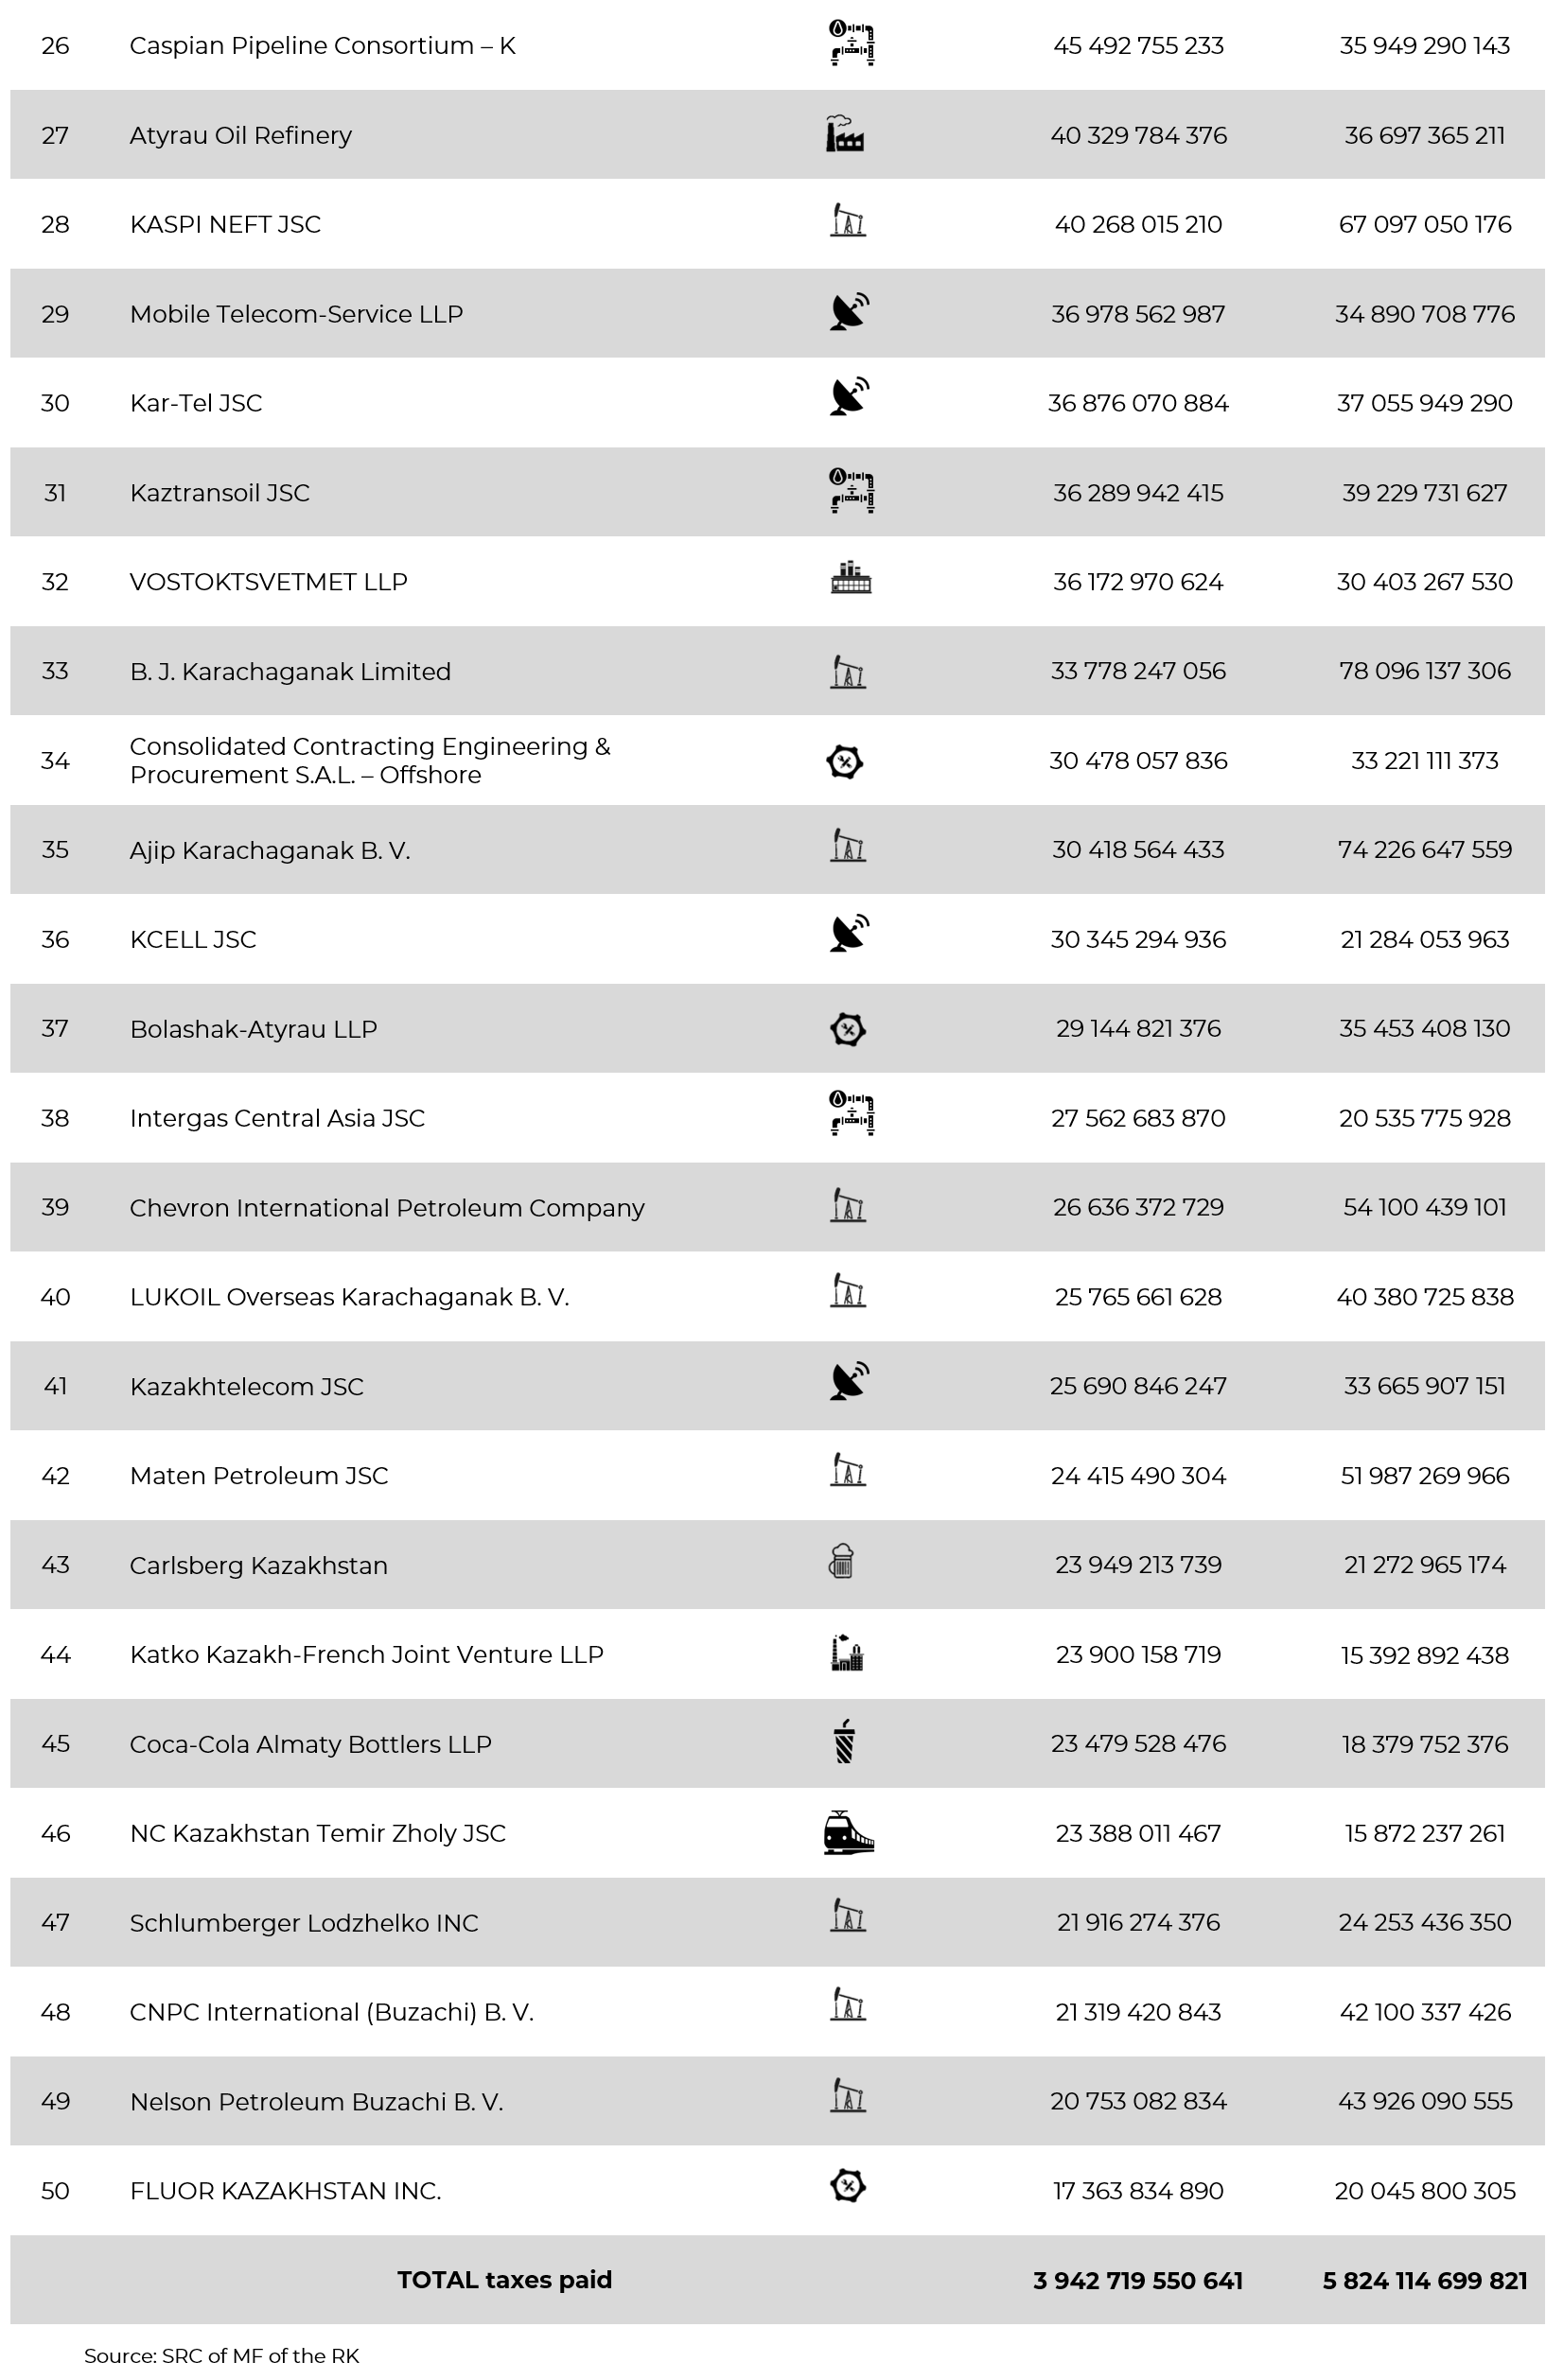 26 Caspian Pipeline Consortium – K 45 492 755 233 35 949 290 143
27 Atyrau Oil Refinery 40 329 784 376 36 697 365 211
28 KASPI NEFT JSC 40 268 015 210 67 097 050 176
29 Mobile Telecom-Service LLP 36 978 562 987 34 890 708 776
30 Kar-Tel JSC 36 876 070 884 37 055 949 290
31 Kaztransoil JSC 36 289 942 415 39 229 731 627
32 VOSTOKTSVETMET LLP 36 172 970 624 30 403 267 530
33 B. J. Karachaganak Limited 33 778 247 056 78 096 137 306
34 Consolidated Contracting Engineering &
Procurement S.A.L. – Offshore 30 478 057 836 33 221 111 373
35 Ajip Karachaganak B. V. 30 418 564 433 74 226 647 559
36 KCELL JSC 30 345 294 936 21 284 053 963
37 Bolashak-Atyrau LLP 29 144 821 376 35 453 408 130
38 Intergas Central Asia JSC 27 562 683 870 20 535 775 928
39 Chevron International Petroleum Company 26 636 372 729 54 100 439 101
40 LUKOIL Overseas Karachaganak B. V. 25 765 661 628 40 380 725 838
41 Kazakhtelecom JSC 25 690 846 247 33 665 907 151
42 Maten Petroleum JSC 24 415 490 304 51 987 269 966
43 Carlsberg Kazakhstan 23 949 213 739 21 272 965 174
44 Katko Kazakh-French Joint Venture LLP 23 900 158 719 15 392 892 438
45 Coca-Cola Almaty Bottlers LLP 23 479 528 476 18 379 752 376
46 NC Kazakhstan Temir Zholy JSC 23 388 011 467 15 872 237 261
47 Schlumberger Lodzhelko INC 21 916 274 376 24 253 436 350
48 CNPC International (Buzachi) B. V. 21 319 420 843 42 100 337 426
49 Nelson Petroleum Buzachi B. V. 20 753 082 834 43 926 090 555
50 FLUOR KAZAKHSTAN INC. 17 363 834 890 20 045 800 305
TOTAL taxes paid 3 942 719 550 641 5 824 114 699 821
Source: SRC of MF of the RK